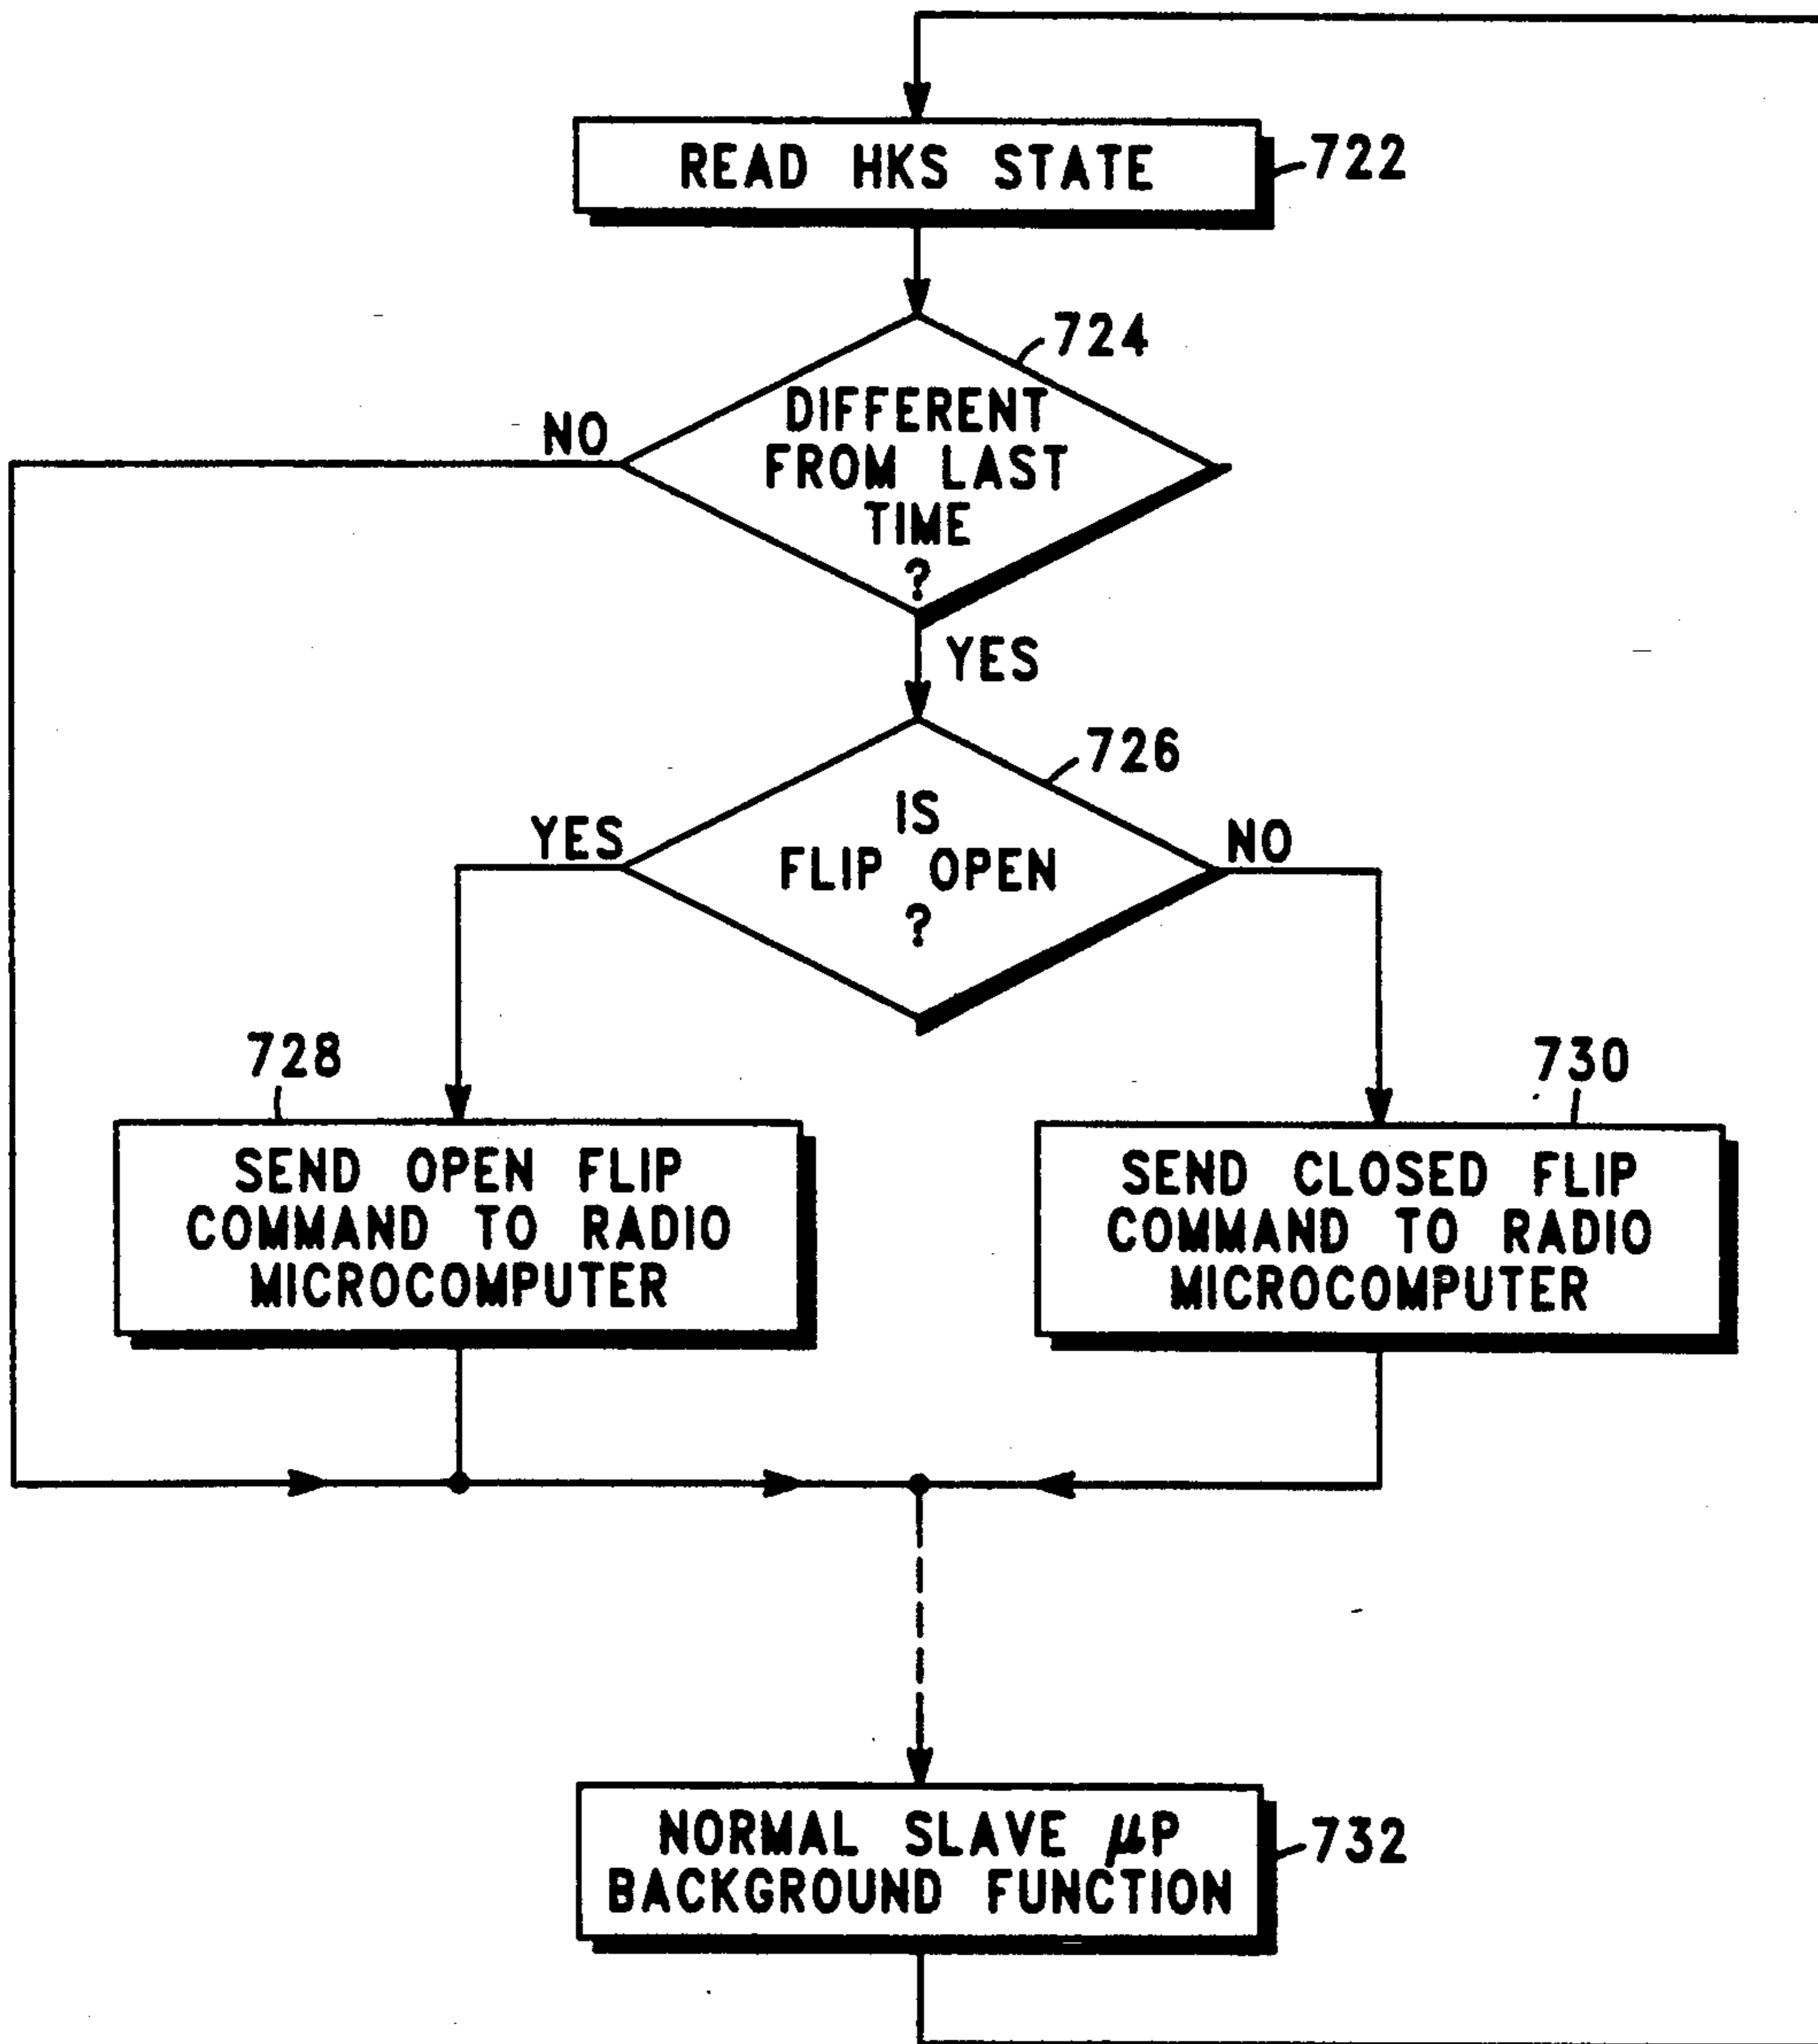 READ HKS STATE
722
724
DIFFERENT
FROM LAST
TIME
?
NO
YES
726
IS
FLIP OPEN
?
YES
NO
728
SEND OPEN FLIP
COMMAND TO RADIO
MICROCOMPUTER
730
SEND CLOSED FLIP
COMMAND TO RADIO
MICROCOMPUTER
NORMAL SLAVE μP
BACKGROUND FUNCTION
732